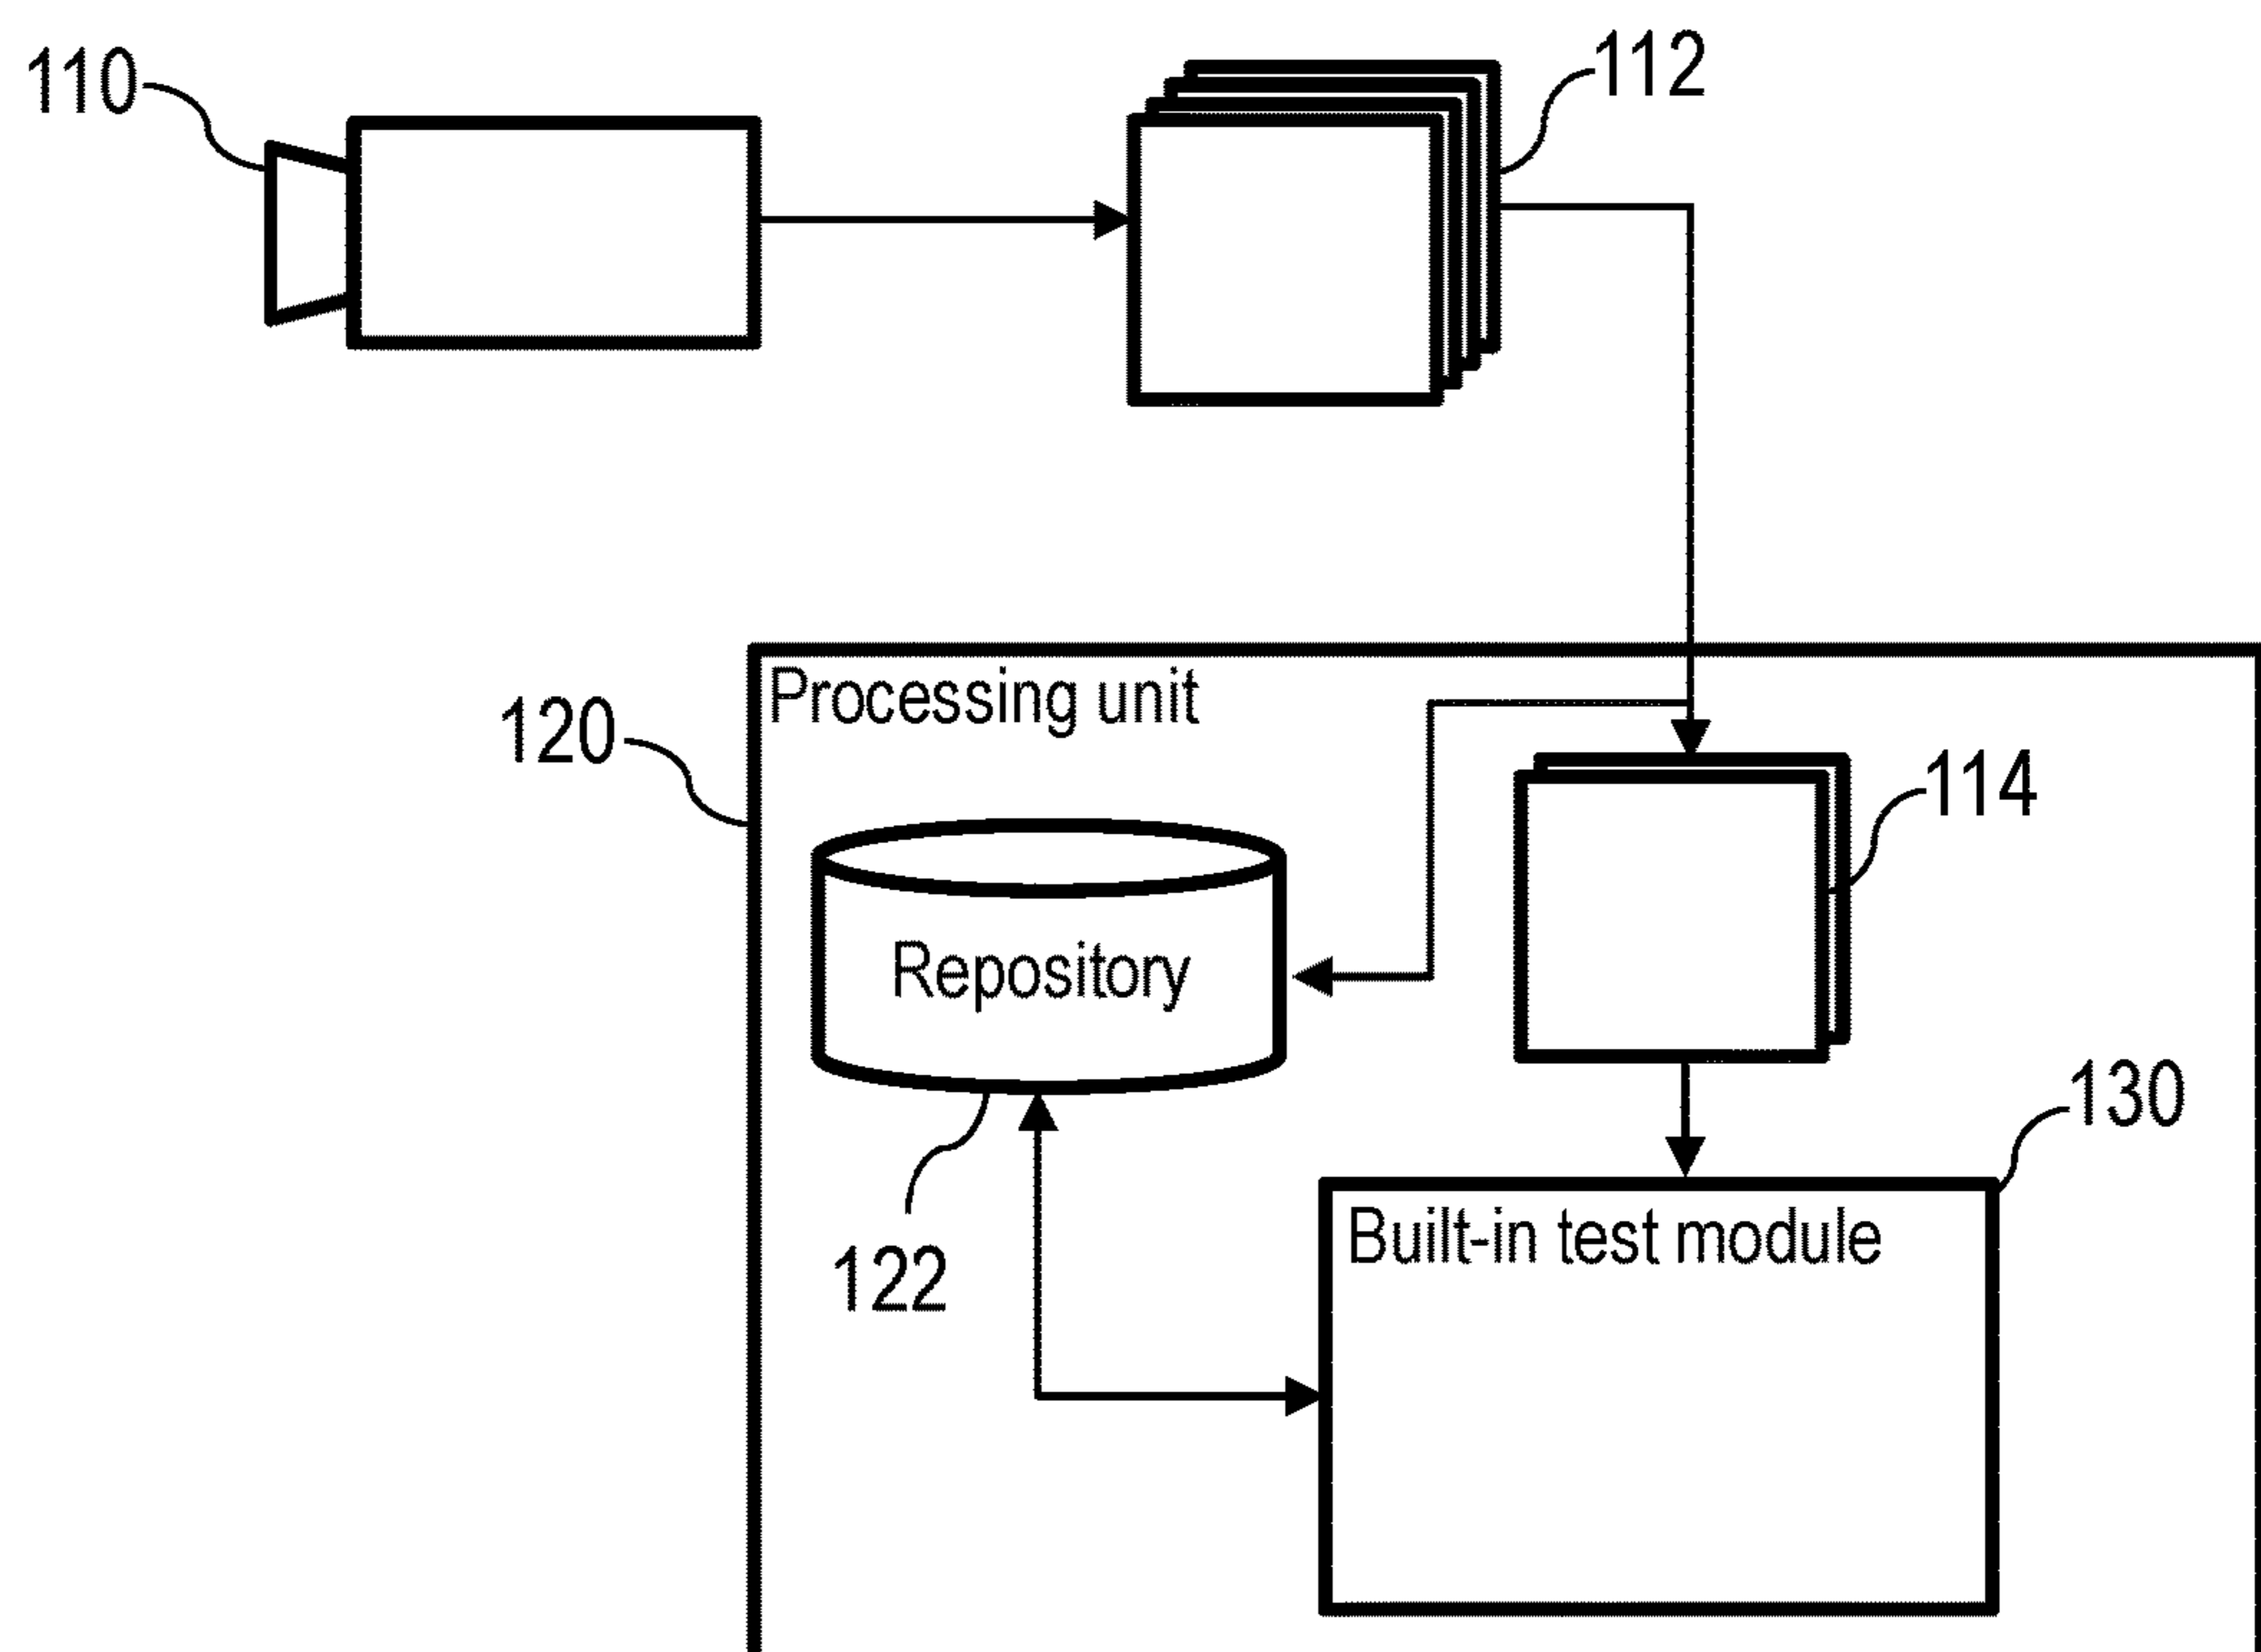 110
112
Processing unit
120
114
Repository
130
Built-in test module
122